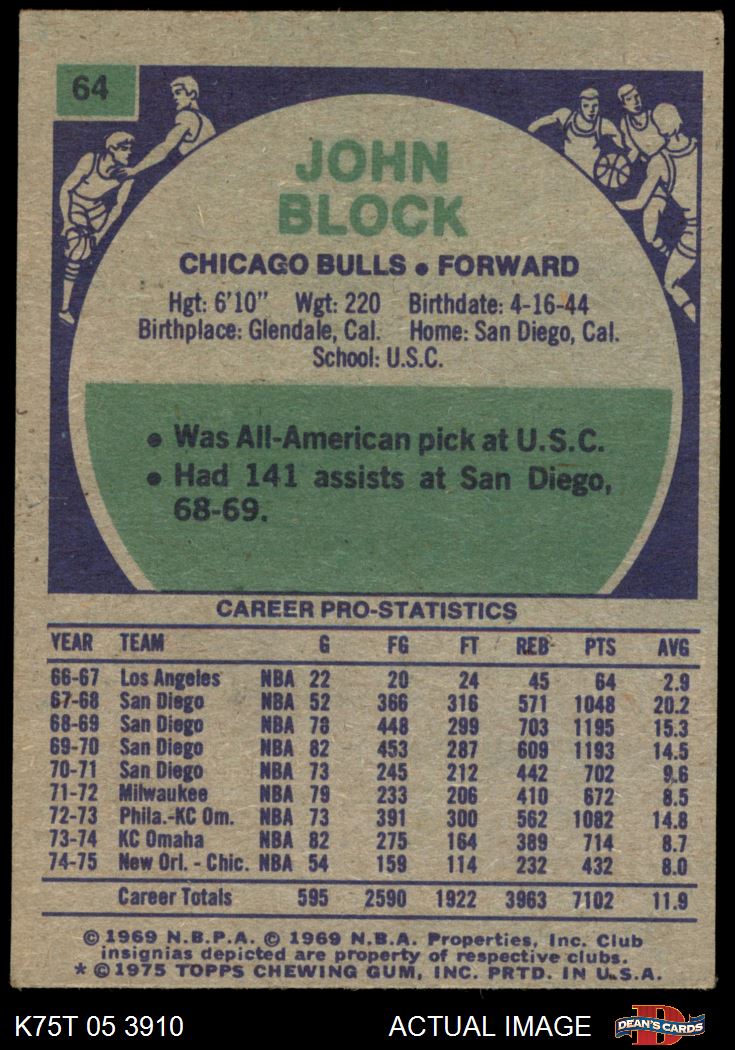 64
JOHN
BLOCK
CHICAGO BULLS • FORWARD
Hgt: 6'10" Wgt: 220 Birthdate: 4-16-44
Birthplace: Glendale, Cal. Home: San Diego, Cal.
School: U.S.C.
• Was All-American pick at U.S.C.
• Had 141 assists at San Diego,
68-69.
CAREER PRO-STATISTICS
YEAR TEAM G FG FT REB PTS AVG
66-67 Los Angeles NBA 22 20 24 45 64 2.9
67-68 San Diego NBA 52 366 316 571 1048 20.2
68-69 San Diego NBA 78 448 299 703 1195 15.3
69-70 San Diego NBA 82 453 287 609 1193 14.5
70-71 San Diego NBA 73 245 212 442 702 9.6
71-72 Milwaukee NBA 79 233 206 410 672 8.5
72-73 Phila.-KC Om. NBA 73 391 300 562 1082 14.8
73-74 KC Omaha NBA 82 275 164 389 714 8.7
74-75 New Orl. - Chic. NBA 54 159 114 232 432 8.0
Career Totals 595 2590 1922 3963 7102 11.9
© 1969 N.B.P.A. © 1969 N.B.A. Properties, Inc. Club
insignias depicted are property of respective clubs.
* © 1975 TOPPS CHEWING GUM, INC. PRTD. IN U.S.A.
K75T 05 3910 ACTUAL IMAGE DEAN'S CARDS